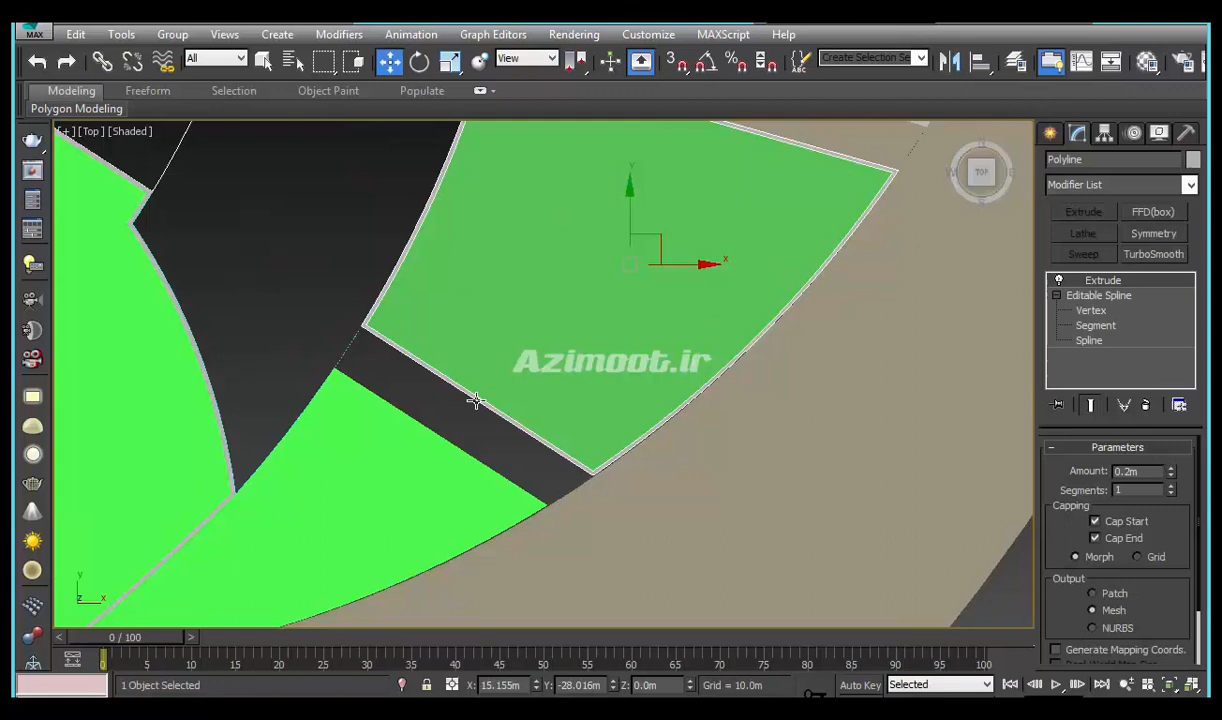 MAX Edit Tools Group Views Create Modifiers Animation Graph Editors Rendering Customize MAXScript Help
All View 3 Create Selection Se ABC
Modeling Freeform Selection Object Paint Populate
Polygon Modeling
[ + ] [Top ] [Shaded ]
Polyline
Modifier List
Extrude FFD(box)
Lathe Symmetry
Sweep TurboSmooth
Extrude
Editable Spline
Vertex
Segment
Spline
TOP
y
x
Azimoot.ir
Parameters
Amount: 0.2m
Segments: 1
Capping
Cap Start
Cap End
Morph Grid
Output
Patch
Mesh
NURBS
Generate Mapping Coords.
y
z x
< 0 / 100 >
0 5 10 15 20 25 30 35 40 45 50 55 60 65 70 75 80 85 90 95 100
1 Object Selected X: 15.155m Y: -28.016m Z: 0.0m Grid = 10.0m Auto Key Selected